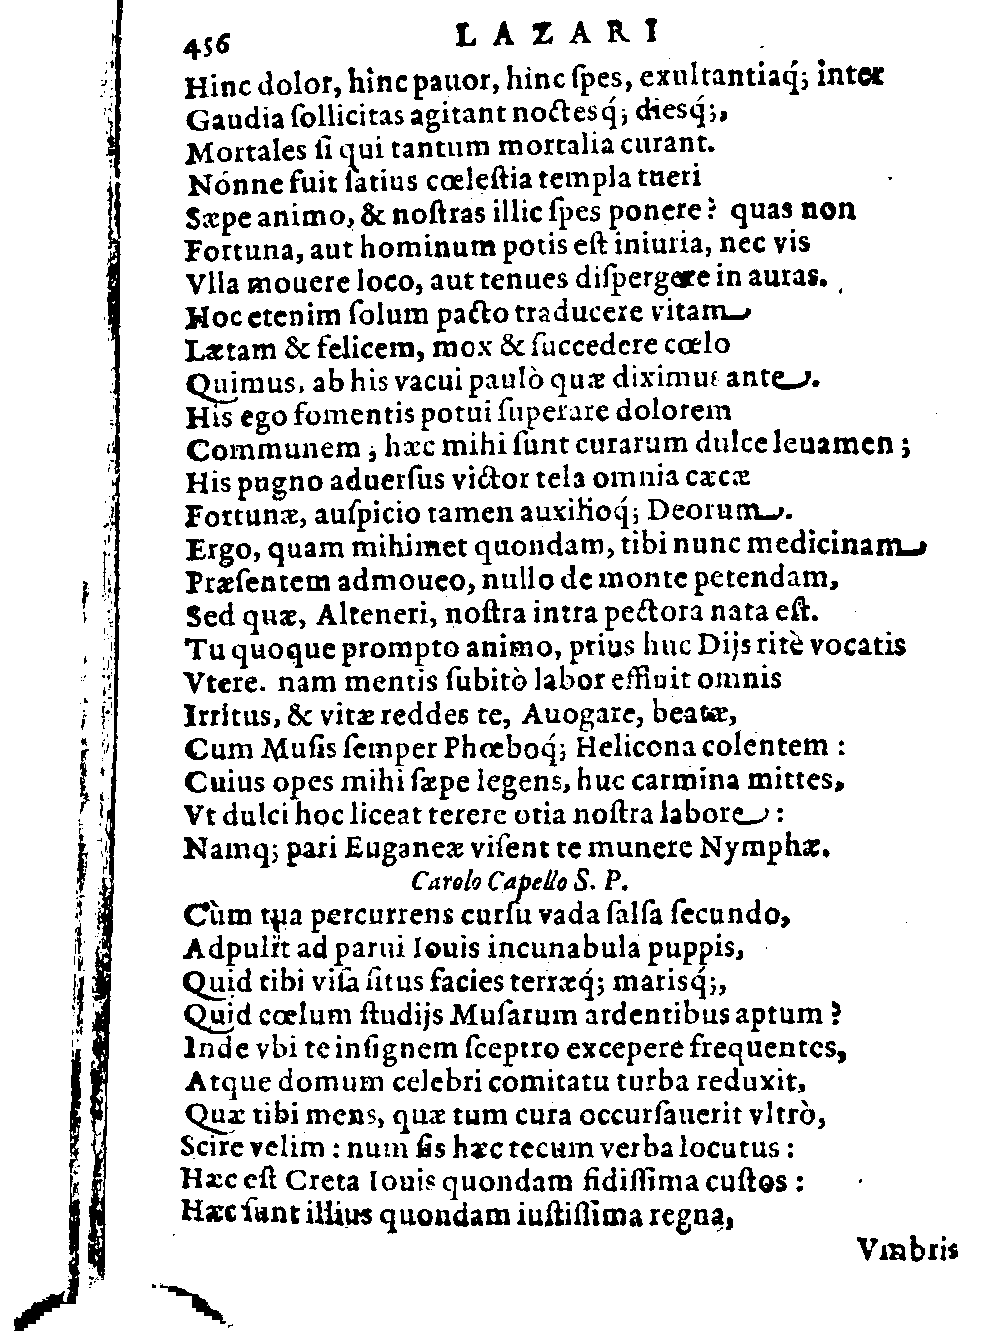 456 LAZARI
Hinc dolor, hinc pauor, hinc ſpes, exultantiaq́; inter
Gaudia ſollicitas agitant noctesq́; diesq́;,
Mortales ſi qui tantum mortalia curant.
Nónne fuit ſatius cœleſtia templa tueri
Sæpe animo, & noſtras illic ſpes ponere? quas non
Fortuna, aut hominum potis eſt iniuria, nec vis
Vlla mouere loco, aut tenues diſpergere in auras.
Hoc etenim ſolum pacto traducere vitam
Lætam & felicem, mox & ſuccedere cœlo
Quimus, ab his vacui paulò quæ diximus ante.
His ego fomentis potui ſuperare dolorem
Communem; hæc mihi ſunt curarum dulce leuamen;
His pugno aduerſus victor tela omnia cæcæ
Fortunæ, auſpicio tamen auxilioq́; Deorum.
Ergo, quam mihimet quondam, tibi nunc medicinam
Præſentem admoueo, nullo de monte petendam,
Sed quæ, Alteneri, noſtra intra pectora nata eſt.
Tu quoque prompto animo, prius huc Dijs ritè vocatis
Vtere. nam mentis ſubitò labor effluit omnis
Irritus, & vitæ reddes te, Auogare, beatæ,
Cum Muſis ſemper Phœboq́; Helicona colentem:
Cuius opes mihi ſæpe legens, huc carmina mittes,
Vt dulci hoc liceat terere otia noſtra labore:
Namq; pari Euganeæ viſent te munere Nymphæ.
Carolo Capello S. P.
Cùm tua percurrens curſu vada ſalſa ſecundo,
Adpulit ad parui Iouis incunabula puppis,
Quid tibi viſa ſitus facies terræq́; marisq́;,
Quid cœlum ſtudijs Muſarum ardentibus aptum?
Inde vbi te inſignem ſceptro excepere frequentes,
Atque domum celebri comitatu turba reduxit,
Quæ tibi mens, quæ tum cura occurſauerit vltrò,
Scire velim: num ſis hæc tecum verba locutus:
Hæc eſt Creta Iouis quondam fidiſſima cuſtos:
Hæc ſunt illius quondam iuſtiſſima regna,
Vmbris